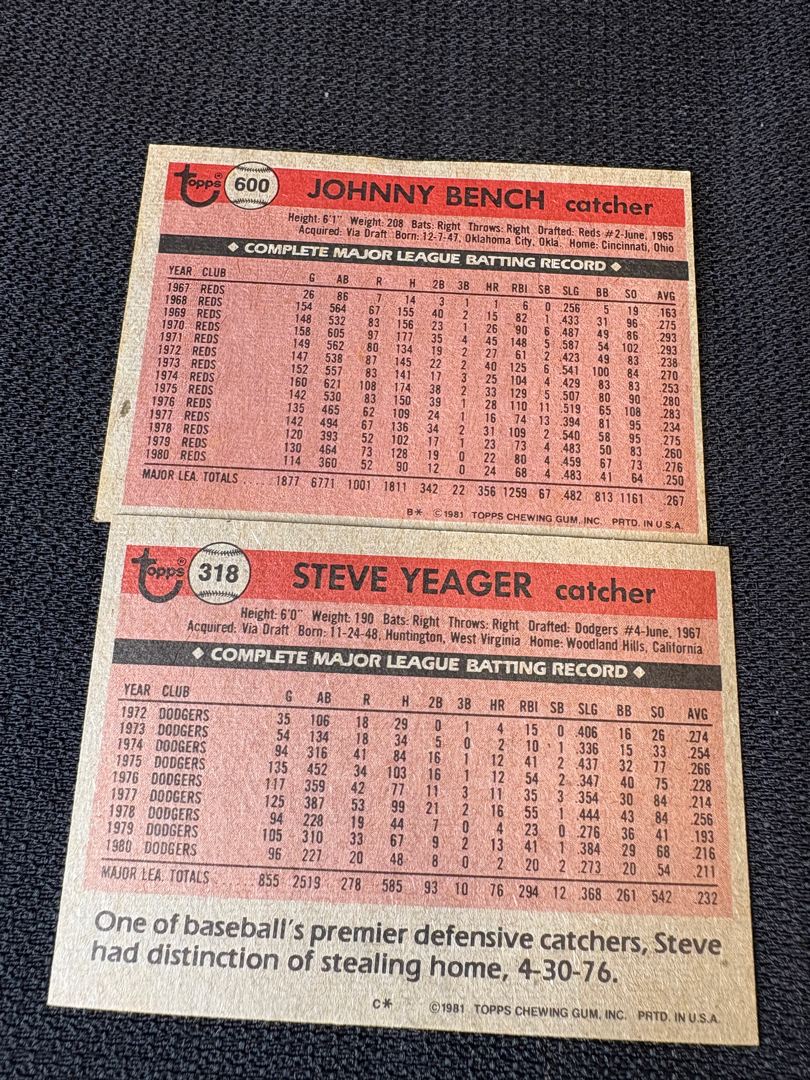 Topps® 600 JOHNNY BENCH catcher
Height: 6'1" Weight: 208 Bats: Right Throws: Right Drafted: Reds #2-June, 1965
Acquired: Via Draft Born: 12-7-47, Oklahoma City, Okla. Home: Cincinnati, Ohio
◆ COMPLETE MAJOR LEAGUE BATTING RECORD ◆
YEAR CLUB G AB R H 2B 3B HR RBI SB SLG BB SO AVG
1967 REDS 26 86 7 14 3 1 1 6 0 .256 5 19 .163
1968 REDS 154 564 67 155 40 2 15 82 1 .433 31 96 .275
1969 REDS 148 532 83 156 23 1 26 90 6 .487 49 86 .293
1970 REDS 158 605 97 177 35 4 45 148 5 .587 54 102 .293
1971 REDS 149 562 80 134 19 2 27 61 2 .423 49 83 .238
1972 REDS 147 538 87 145 22 2 40 125 6 .541 100 84 .270
1973 REDS 152 557 83 141 17 3 25 104 4 .429 83 83 .253
1974 REDS 160 621 108 174 38 2 33 129 5 .507 80 90 .280
1975 REDS 142 530 83 150 39 1 28 110 11 .519 65 108 .283
1976 REDS 135 465 62 109 24 1 16 74 13 .394 81 95 .234
1977 REDS 142 494 67 136 34 2 31 109 2 .540 58 95 .275
1978 REDS 120 393 52 102 17 1 23 73 4 .483 50 83 .260
1979 REDS 130 464 73 128 19 0 22 80 4 .459 67 73 .276
1980 REDS 114 360 52 90 12 0 24 68 4 .483 41 64 .250
MAJOR LEA. TOTALS ..... 1877 6771 1001 1811 342 22 356 1259 67 .482 813 1161 .267
B* ©1981 TOPPS CHEWING GUM, INC. PRTD. IN U.S.A.
Topps® 318 STEVE YEAGER catcher
Height: 6'0" Weight: 190 Bats: Right Throws: Right Drafted: Dodgers #4-June, 1967
Acquired: Via Draft Born: 11-24-48, Huntington, West Virginia Home: Woodland Hills, California
◆ COMPLETE MAJOR LEAGUE BATTING RECORD ◆
YEAR CLUB G AB R H 2B 3B HR RBI SB SLG BB SO AVG
1972 DODGERS 35 106 18 29 0 1 4 15 0 .406 16 26 .274
1973 DODGERS 54 134 18 34 5 0 2 10 1 .336 15 33 .254
1974 DODGERS 94 316 41 84 16 1 12 41 2 .437 32 77 .266
1975 DODGERS 135 452 34 103 16 1 12 54 2 .347 40 75 .228
1976 DODGERS 117 359 42 77 11 3 11 35 3 .354 30 84 .214
1977 DODGERS 125 387 53 99 21 2 16 55 1 .444 43 84 .256
1978 DODGERS 94 228 19 44 7 0 4 23 0 .276 36 41 .193
1979 DODGERS 105 310 33 67 9 2 13 41 1 .384 29 68 .216
1980 DODGERS 96 227 20 48 8 0 2 20 2 .273 20 54 .211
MAJOR LEA. TOTALS ...... 855 2519 278 585 93 10 76 294 12 .368 261 542 .232
One of baseball's premier defensive catchers, Steve
had distinction of stealing home, 4-30-76.
C* ©1981 TOPPS CHEWING GUM, INC. PRTD. IN U.S.A.